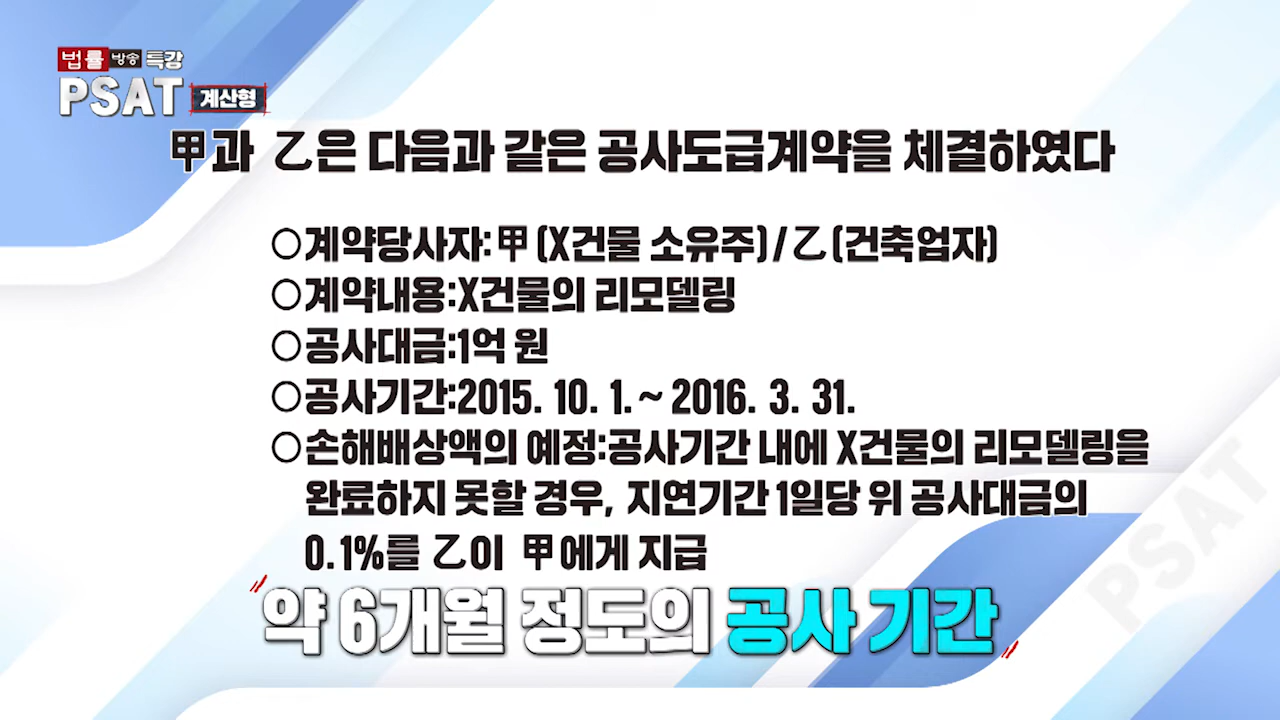 법률방송 특강
PSAT 계산형
甲과 乙은 다음과 같은 공사도급계약을 체결하였다
○계약당사자:甲(X건물 소유주)/乙(건축업자)
○계약내용:X건물의 리모델링
○공사대금:1억 원
○공사기간:2015. 10. 1.~ 2016. 3. 31.
○손해배상액의 예정:공사기간 내에 X건물의 리모델링을
완료하지 못할 경우, 지연기간 1일당 위 공사대금의
0.1%를 乙이 甲에게 지급
"약 6개월 정도의 공사 기간"
PSAT